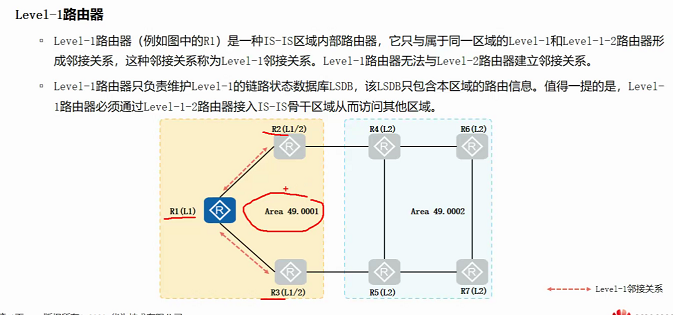 Level-1路由器
Level-1路由器（例如图中的R1）是一种IS-IS区域内部路由器，它只与属于同一区域的Level-1和Level-1-2路由器形
成邻接关系，这种邻接关系称为Level-1邻接关系。Level-1路由器无法与Level-2路由器建立邻接关系。
Level-1路由器只负责维护Level-1的链路状态数据库LSDB，该LSDB只包含本区域的路由信息。值得一提的是，Level-
1路由器必须通过Level-1-2路由器接入IS-IS骨干区域从而访问其他区域。
R2(L1/2)
R4(L2)
R6(L2)
R1(L1)
Area 49.0001
Area 49.0002
R3(L1/2)
R5(L2)
R7(L2)
Level-1邻接关系